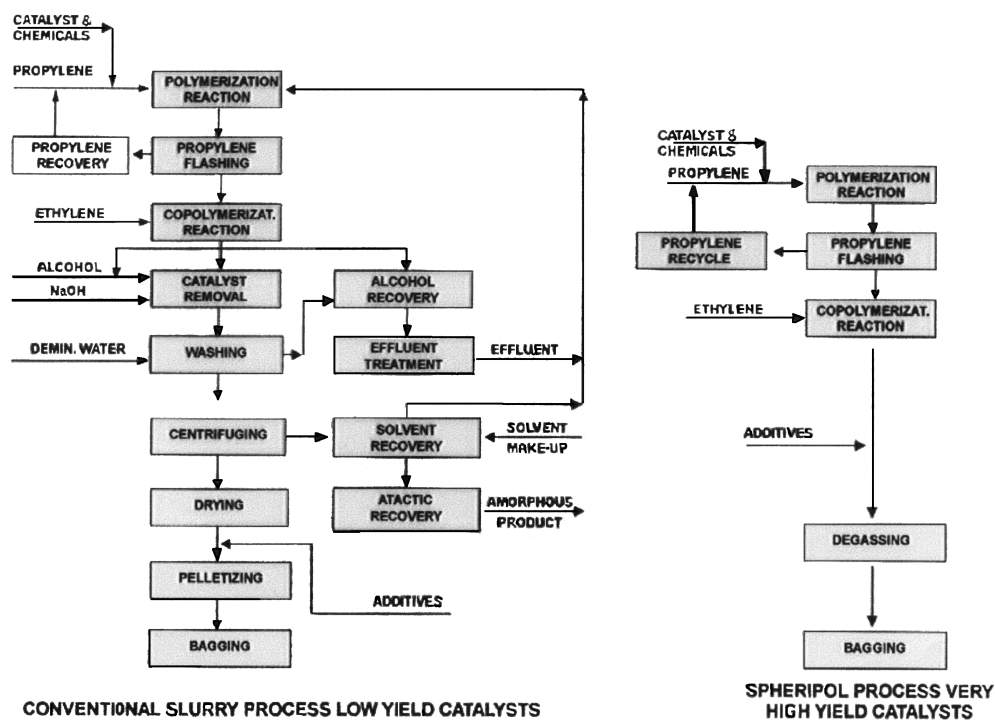 CATALYST &
CHEMICALS
PROPYLENE
POLYMERIZATION
REACTION
PROPYLENE
RECOVERY
PROPYLENE
FLASHING
ETHYLENE
COPOLYMERIZAT.
REACTION
ALCOHOL
NaOH
CATALYST
REMOVAL
ALCOHOL
RECOVERY
DEMIN. WATER
WASHING
EFFLUENT
TREATMENT
EFFLUENT
CENTRIFUGING
SOLVENT
RECOVERY
SOLVENT
MAKE-UP
DRYING
ATACTIC
RECOVERY
AMORPHOUS
PRODUCT
PELLETIZING
ADDITIVES
BAGGING
CONVENTIONAL SLURRY PROCESS LOW YIELD CATALYSTS
CATALYST &
CHEMICALS
PROPYLENE
POLYMERIZATION
REACTION
PROPYLENE
RECYCLE
PROPYLENE
FLASHING
ETHYLENE
COPOLYMERIZAT.
REACTION
ADDITIVES
DEGASSING
BAGGING
SPHERIPOL PROCESS VERY
HIGH YIELD CATALYSTS